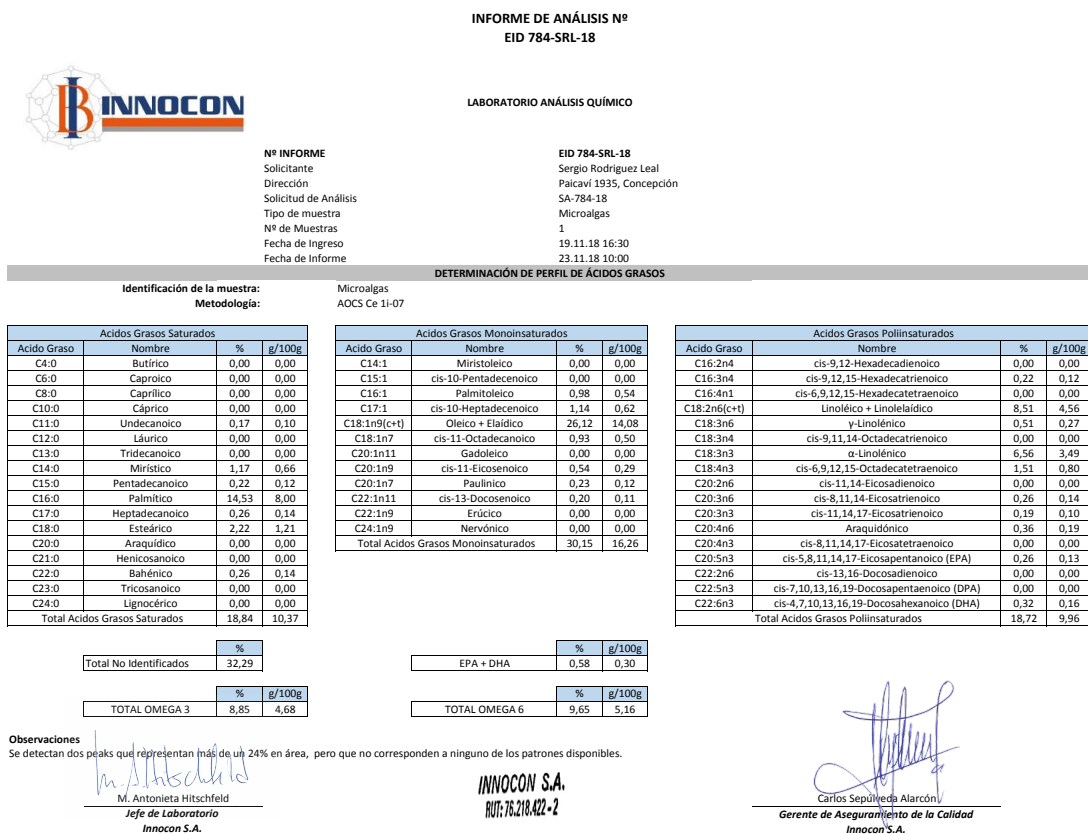 INFORME DE ANÁLISIS Nº
EID 784-SRL-18
IB INNOCON
LABORATORIO ANÁLISIS QUÍMICO
Nº INFORME EID 784-SRL-18
Solicitante Sergio Rodriguez Leal
Dirección Paicaví 1935, Concepción
Solicitud de Análisis SA-784-18
Tipo de muestra Microalgas
Nº de Muestras 1
Fecha de Ingreso 19.11.18 16:30
Fecha de Informe 23.11.18 10:00
DETERMINACIÓN DE PERFIL DE ÁCIDOS GRASOS
Identificación de la muestra: Microalgas
Metodología: AOCS Ce 1i-07
Acidos Grasos Saturados
Acido Graso Nombre % g/100g
C4:0 Butírico 0,00 0,00
C6:0 Caproico 0,00 0,00
C8:0 Caprílico 0,00 0,00
C10:0 Cáprico 0,00 0,00
C11:0 Undecanoico 0,17 0,10
C12:0 Láurico 0,00 0,00
C13:0 Tridecanoico 0,00 0,00
C14:0 Mirístico 1,17 0,66
C15:0 Pentadecanoico 0,22 0,12
C16:0 Palmítico 14,53 8,00
C17:0 Heptadecanoico 0,26 0,14
C18:0 Esteárico 2,22 1,21
C20:0 Araquídico 0,00 0,00
C21:0 Henicosanoico 0,00 0,00
C22:0 Bahénico 0,26 0,14
C23:0 Tricosanoico 0,00 0,00
C24:0 Lignocérico 0,00 0,00
Total Acidos Grasos Saturados 18,84 10,37
Acidos Grasos Monoinsaturados
Acido Graso Nombre % g/100g
C14:1 Miristoleico 0,00 0,00
C15:1 cis-10-Pentadecenoico 0,00 0,00
C16:1 Palmitoleico 0,98 0,54
C17:1 cis-10-Heptadecenoico 1,14 0,62
C18:1n9(c+t) Oleico + Elaídico 26,12 14,08
C18:1n7 cis-11-Octadecanoico 0,93 0,50
C20:1n11 Gadoleico 0,00 0,00
C20:1n9 cis-11-Eicosenoico 0,54 0,29
C20:1n7 Paulinico 0,23 0,12
C22:1n11 cis-13-Docosenoico 0,20 0,11
C22:1n9 Erúcico 0,00 0,00
C24:1n9 Nervónico 0,00 0,00
Total Acidos Grasos Monoinsaturados 30,15 16,26
Acidos Grasos Poliinsaturados
Acido Graso Nombre % g/100g
C16:2n4 cis-9,12-Hexadecadienoico 0,00 0,00
C16:3n4 cis-9,12,15-Hexadecatrienoico 0,22 0,12
C16:4n1 cis-6,9,12,15-Hexadecatetraenoico 0,00 0,00
C18:2n6(c+t) Linoléico + Linolelaídico 8,51 4,56
C18:3n6 γ-Linolénico 0,51 0,27
C18:3n4 cis-9,11,14-Octadecatrienoico 0,00 0,00
C18:3n3 α-Linolénico 6,56 3,49
C18:4n3 cis-6,9,12,15-Octadecatetraenoico 1,51 0,80
C20:2n6 cis-11,14-Eicosadienoico 0,00 0,00
C20:3n6 cis-8,11,14-Eicosatrienoico 0,26 0,14
C20:3n3 cis-11,14,17-Eicosatrienoico 0,19 0,10
C20:4n6 Araquidónico 0,36 0,19
C20:4n3 cis-8,11,14,17-Eicosatetraenoico 0,00 0,00
C20:5n3 cis-5,8,11,14,17-Eicosapentanoico (EPA) 0,26 0,13
C22:2n6 cis-13,16-Docosadienoico 0,00 0,00
C22:5n3 cis-7,10,13,16,19-Docosapentaenoico (DPA) 0,00 0,00
C22:6n3 cis-4,7,10,13,16,19-Docosahexanoico (DHA) 0,32 0,16
Total Acidos Grasos Poliinsaturados 18,72 9,96
%
Total No Identificados 32,29
% g/100g
EPA + DHA 0,58 0,30
% g/100g
TOTAL OMEGA 3 8,85 4,68
% g/100g
TOTAL OMEGA 6 9,65 5,16
Observaciones
Se detectan dos peaks que representan más de un 24% en área, pero que no corresponden a ninguno de los patrones disponibles.
M. A. Hitschfeld
M. Antonieta Hitschfeld
Jefe de Laboratorio
Innocon S.A.
INNOCON S.A.
RUT: 76.218.422-2
Carlos Sepúlveda Alarcón
Gerente de Aseguramiento de la Calidad
Innocon S.A.